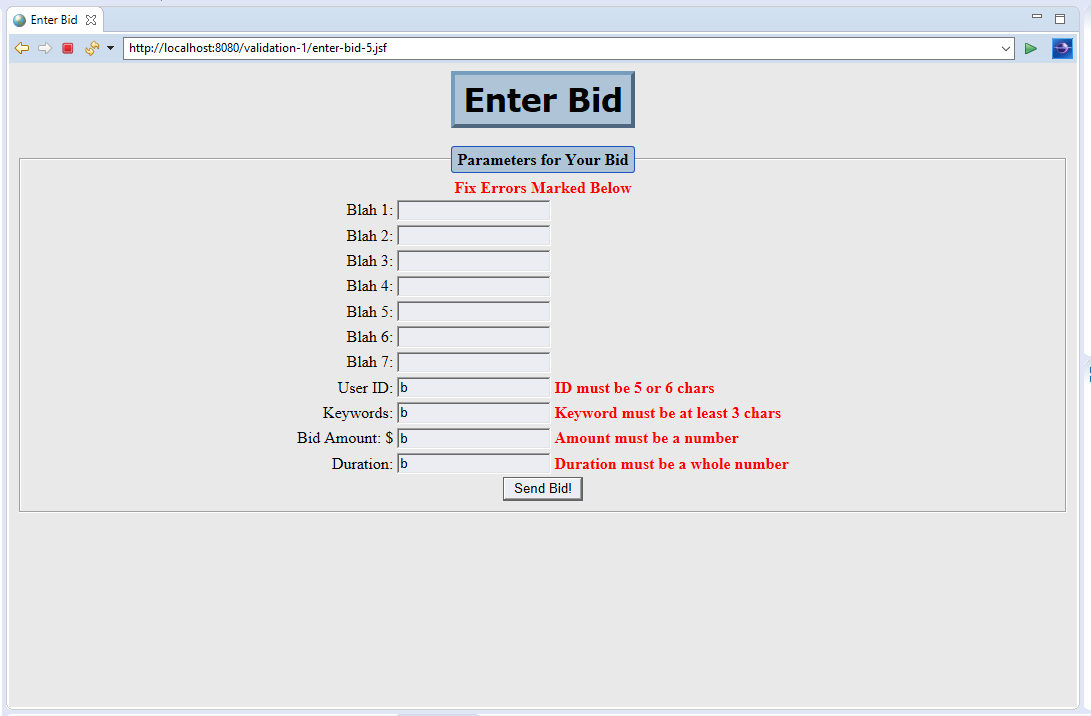 Enter Bid
http://localhost:8080/validation-1/enter-bid-5.jsf
Enter Bid
Parameters for Your Bid
Fix Errors Marked Below
Blah 1:
Blah 2:
Blah 3:
Blah 4:
Blah 5:
Blah 6:
Blah 7:
User ID: b ID must be 5 or 6 chars
Keywords: b Keyword must be at least 3 chars
Bid Amount: $ b Amount must be a number
Duration: b Duration must be a whole number
Send Bid!